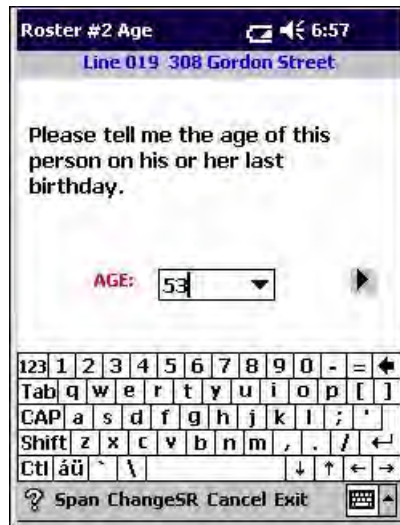 Roster #2 Age 6:57
Line 019 308 Gordon Street
Please tell me the age of this
person on his or her last
birthday.
AGE: 53
123 1 2 3 4 5 6 7 8 9 0 - =
Tab q w e r t y u i o p [ ]
CAP a s d f g h j k l ; '
Shift z x c v b n m , . /
Ctl áü ` \
? Span ChangeSR Cancel Exit